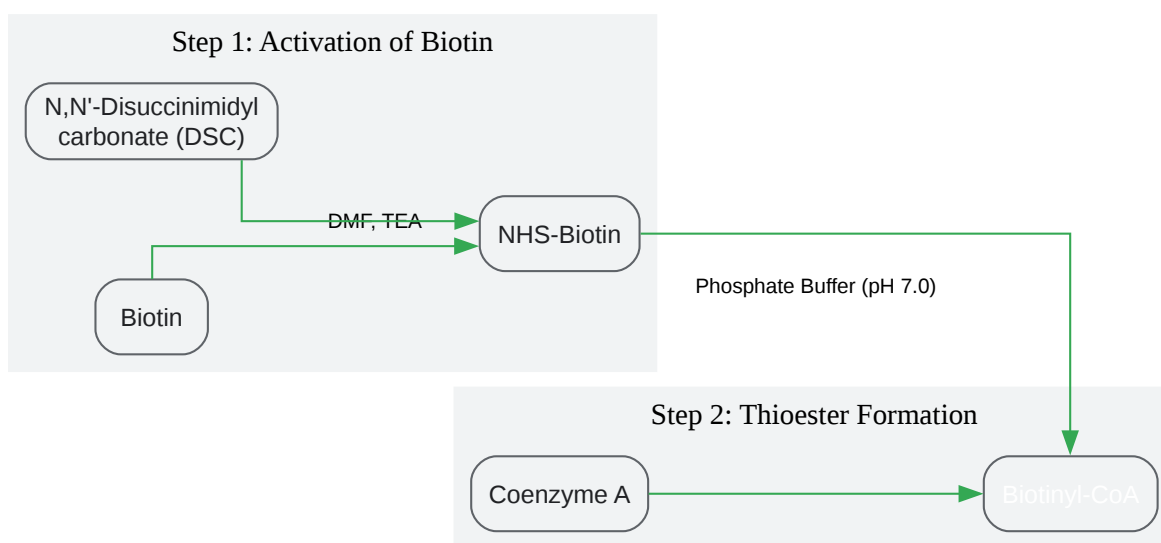 Step 1: Activation of Biotin
N,N'-Disuccinimidyl
carbonate (DSC)
DMF, TEA
NHS-Biotin
Biotin
Phosphate Buffer (pH 7.0)
Step 2: Thioester Formation
Coenzyme A
Biotinyl-CoA